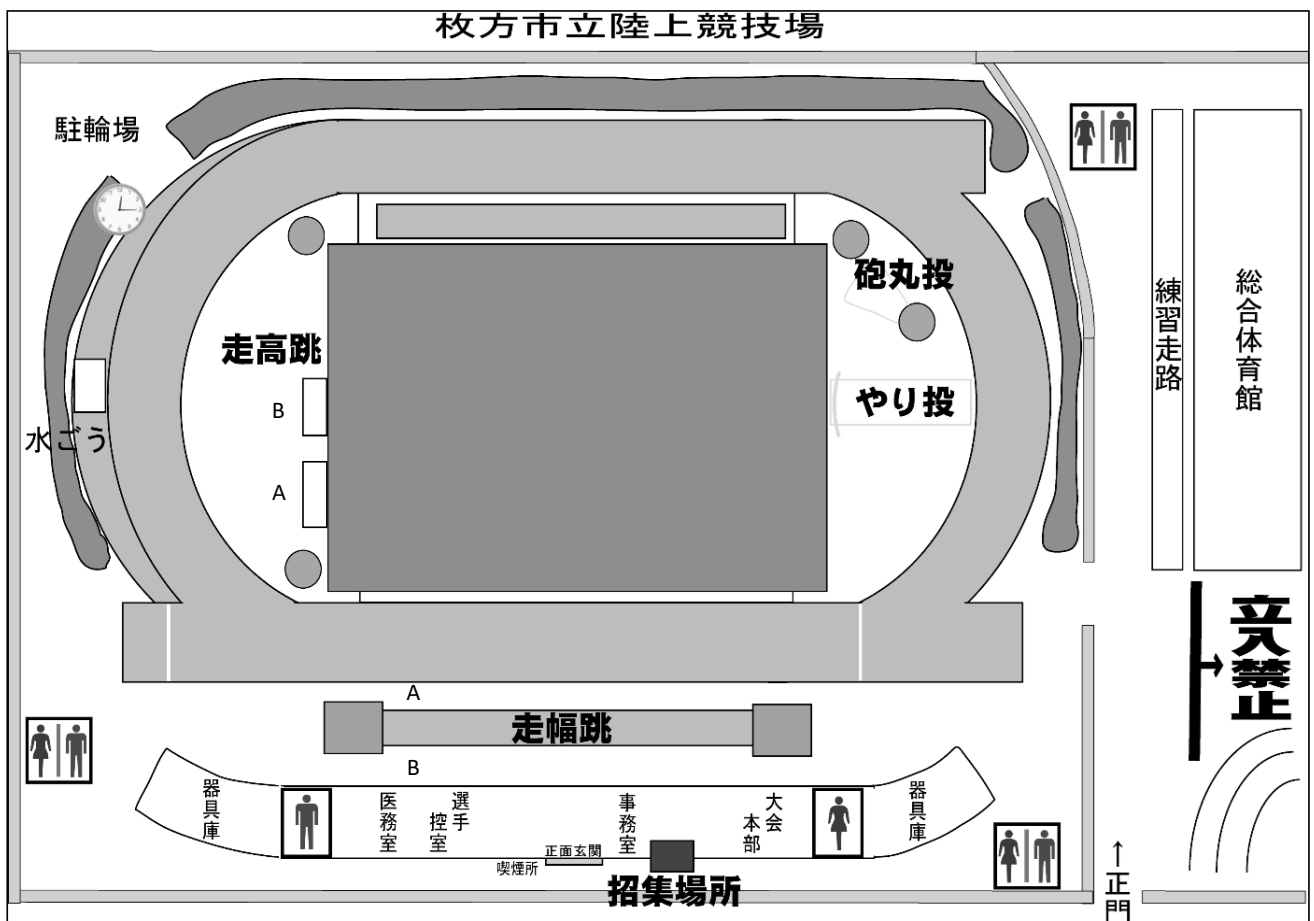 枚方市立陸上競技場
駐輪場
砲丸投
走高跳
B
A
やり投
水ごう
練習走路
総合体育館
立入禁止
A
走幅跳
B
器具庫
医務室
選手
控室
事務室
大会
本部
器具庫
正面玄関
喫煙所
招集場所
←正門